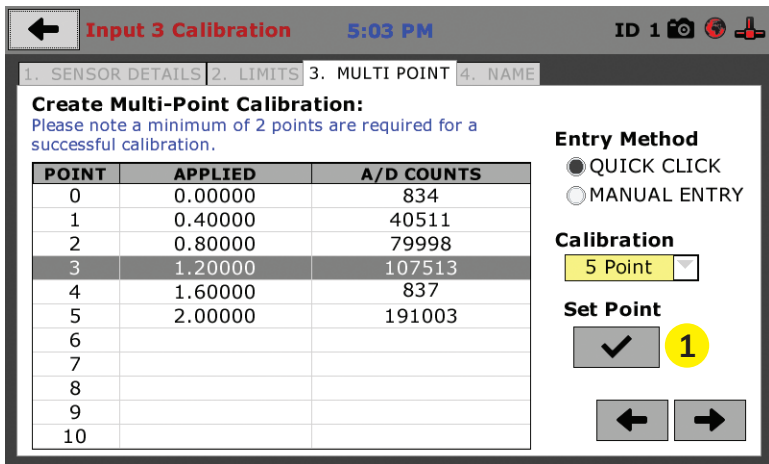 Input 3 Calibration 5:03 PM ID 1
1. SENSOR DETAILS 2. LIMITS 3. MULTI POINT 4. NAME
Create Multi-Point Calibration:
Please note a minimum of 2 points are required for a
successful calibration.
POINT APPLIED A/D COUNTS
0 0.00000 834
1 0.40000 40511
2 0.80000 79998
3 1.20000 107513
4 1.60000 837
5 2.00000 191003
6
7
8
9
10
Entry Method
QUICK CLICK
MANUAL ENTRY
Calibration
5 Point
Set Point
1